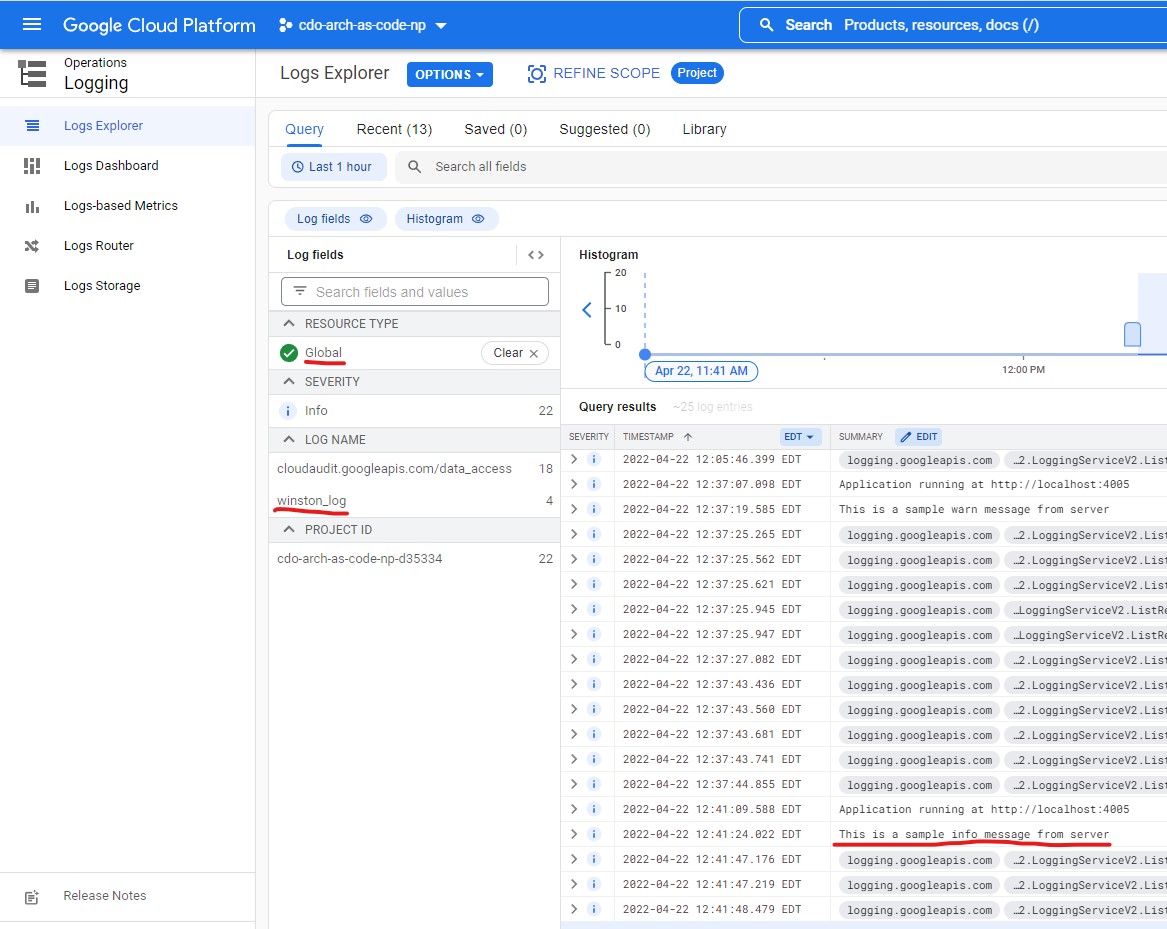 Google Cloud Platform cdo-arch-as-code-np Search Products, resources, docs (/)
Operations
Logging
Logs Explorer OPTIONS REFINE SCOPE Project
Logs Explorer
Logs Dashboard
Logs-based Metrics
Logs Router
Logs Storage
Release Notes
Query Recent (13) Saved (0) Suggested (0) Library
Last 1 hour Search all fields
Log fields Histogram
Log fields
Search fields and values
RESOURCE TYPE
Global Clear
SEVERITY
Info 22
LOG NAME
cloudaudit.googleapis.com/data_access 18
winston_log 4
PROJECT ID
cdo-arch-as-code-np-d35334 22
Histogram
20
10
0
Apr 22, 11:41 AM 12:00 PM
Query results ~25 log entries
SEVERITY TIMESTAMP EDT SUMMARY EDIT
2022-04-22 12:05:46.399 EDT logging.googleapis.com …2.LoggingServiceV2.List
2022-04-22 12:37:07.098 EDT Application running at http://localhost:4005
2022-04-22 12:37:19.585 EDT This is a sample warn message from server
2022-04-22 12:37:25.265 EDT logging.googleapis.com …2.LoggingServiceV2.List
2022-04-22 12:37:25.562 EDT logging.googleapis.com …2.LoggingServiceV2.List
2022-04-22 12:37:25.621 EDT logging.googleapis.com …2.LoggingServiceV2.List
2022-04-22 12:37:25.945 EDT logging.googleapis.com …LoggingServiceV2.ListRe
2022-04-22 12:37:25.947 EDT logging.googleapis.com …LoggingServiceV2.ListRe
2022-04-22 12:37:27.082 EDT logging.googleapis.com …2.LoggingServiceV2.List
2022-04-22 12:37:43.436 EDT logging.googleapis.com …2.LoggingServiceV2.List
2022-04-22 12:37:43.560 EDT logging.googleapis.com …2.LoggingServiceV2.List
2022-04-22 12:37:43.681 EDT logging.googleapis.com …2.LoggingServiceV2.List
2022-04-22 12:37:43.741 EDT logging.googleapis.com …2.LoggingServiceV2.List
2022-04-22 12:37:44.855 EDT logging.googleapis.com …2.LoggingServiceV2.List
2022-04-22 12:41:09.588 EDT Application running at http://localhost:4005
2022-04-22 12:41:24.022 EDT This is a sample info message from server
2022-04-22 12:41:47.176 EDT logging.googleapis.com …2.LoggingServiceV2.List
2022-04-22 12:41:47.219 EDT logging.googleapis.com …2.LoggingServiceV2.List
2022-04-22 12:41:48.479 EDT logging.googleapis.com …2.LoggingServiceV2.List